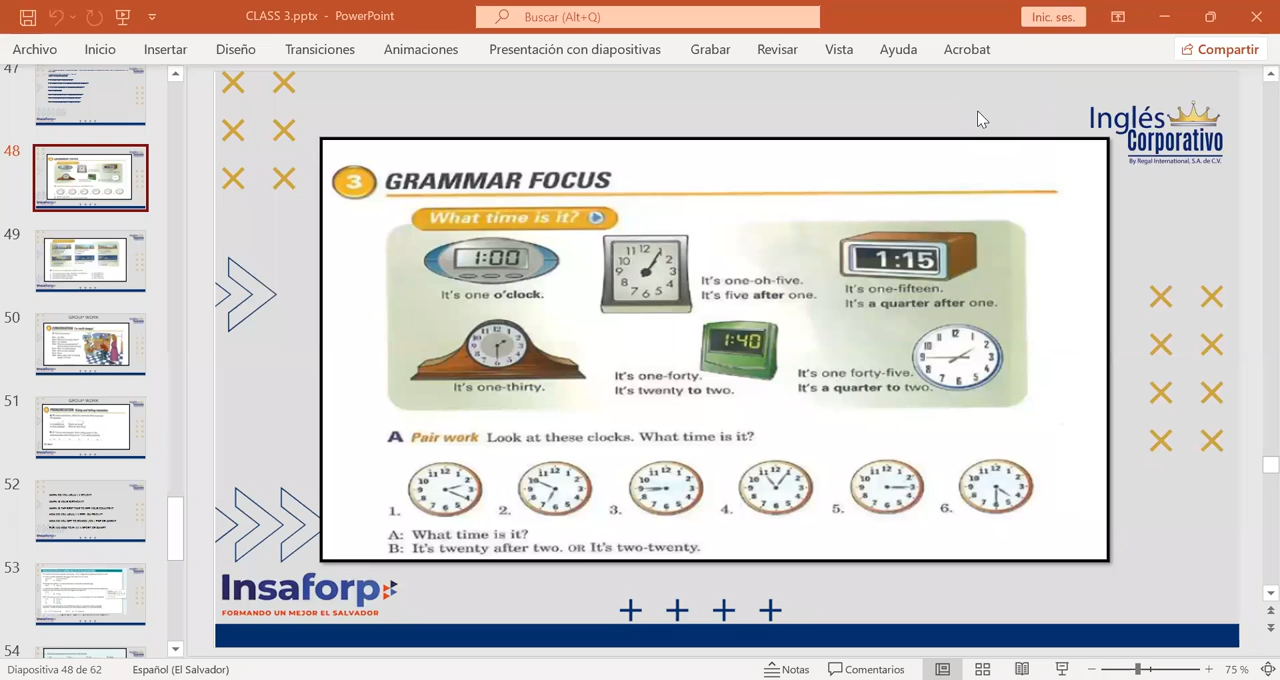 CLASS 3.pptx - PowerPoint
Buscar (Alt+Q)
Inic. ses.
Archivo Inicio Insertar Diseño Transiciones Animaciones Presentación con diapositivas Grabar Revisar Vista Ayuda Acrobat
Compartir
47
48
49
50
51
52
53
54
GROUP WORK
GROUP WORK
Inglés
Corporativo
By Regal International, S.A. de C.V.
3 GRAMMAR FOCUS
What time is it?
1:00
It's one o'clock.
It's one-oh-five.
It's five after one.
1:15
It's one-fifteen.
It's a quarter after one.
It's one-thirty.
1:40
It's one-forty.
It's twenty to two.
It's one forty-five.
It's a quarter to two.
A Pair work Look at these clocks. What time is it?
1. 2. 3. 4. 5. 6.
A: What time is it?
B: It's twenty after two. OR It's two-twenty.
Insaforp
FORMANDO UN MEJOR EL SALVADOR
Diapositiva 48 de 62 Español (El Salvador) Notas Comentarios 75 %